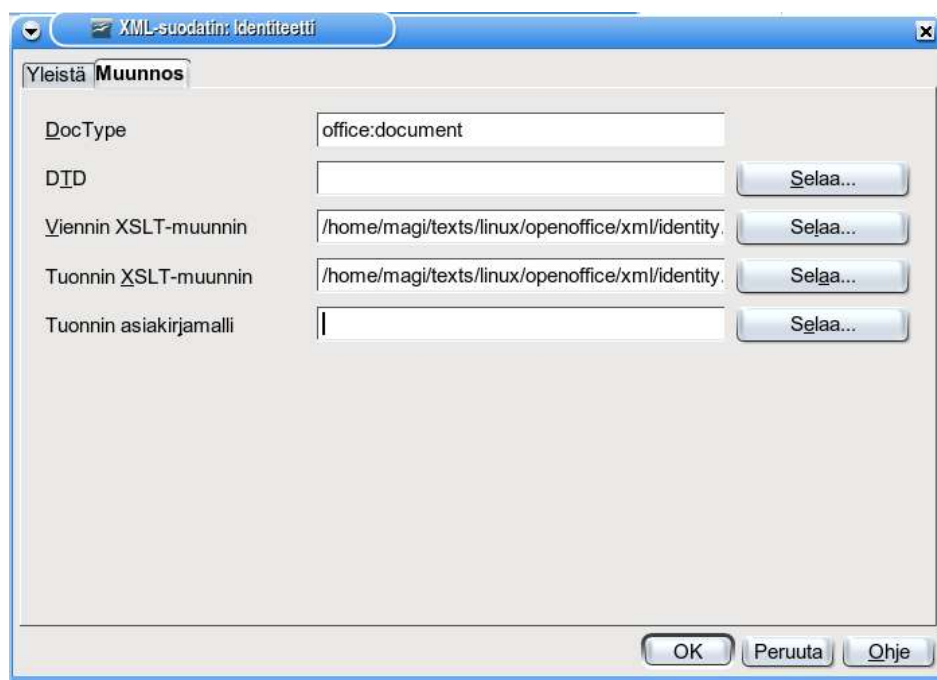 XML-suodatin: Identiteetti
Yleistä Muunnos
DocType office:document
DTD Selaa...
Viennin XSLT-muunnin /home/magi/texts/linux/openoffice/xml/identity. Selaa...
Tuonnin XSLT-muunnin /home/magi/texts/linux/openoffice/xml/identity. Selaa...
Tuonnin asiakirjamalli Selaa...
OK Peruuta Ohje